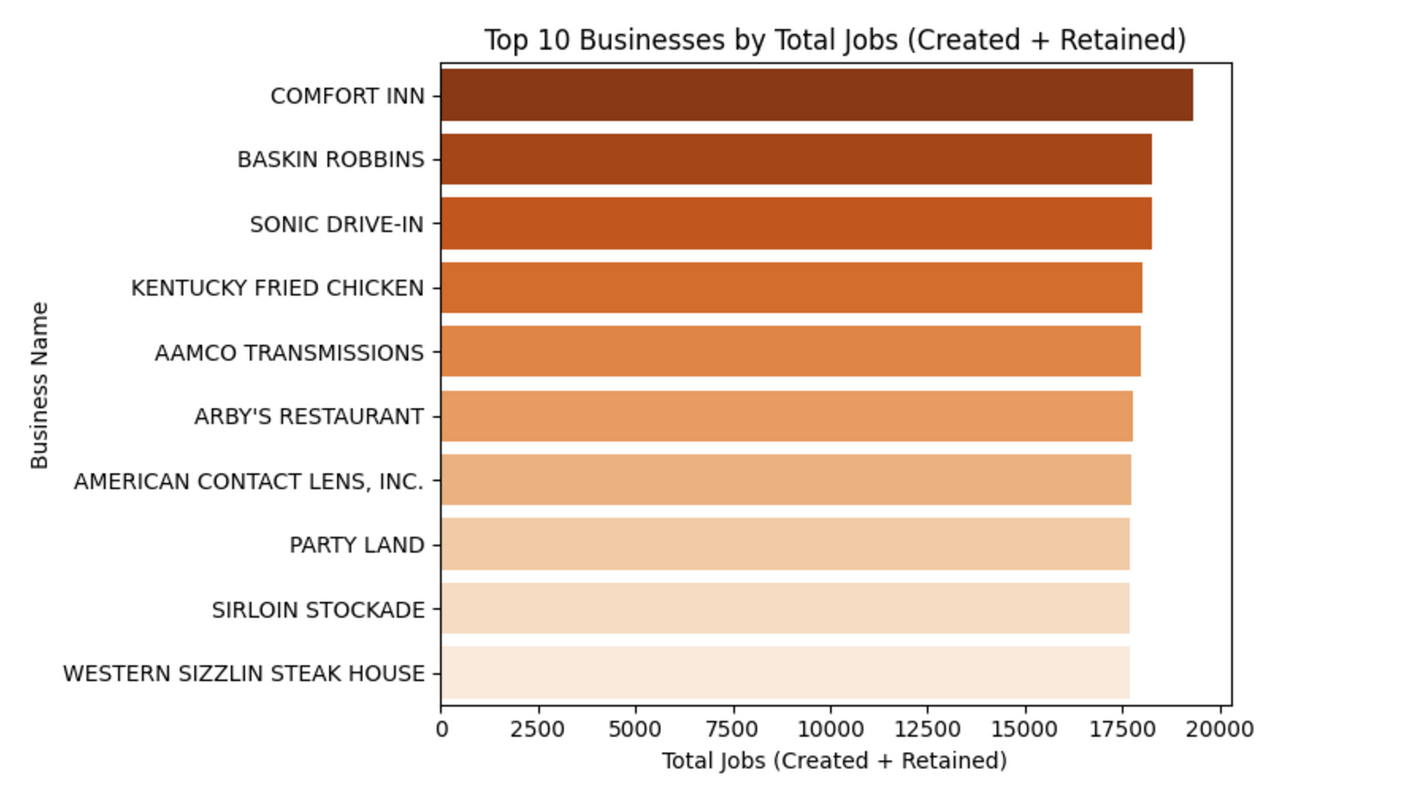 Top 10 Businesses by Total Jobs (Created + Retained)
Business Name
COMFORT INN
BASKIN ROBBINS
SONIC DRIVE-IN
KENTUCKY FRIED CHICKEN
AAMCO TRANSMISSIONS
ARBY'S RESTAURANT
AMERICAN CONTACT LENS, INC.
PARTY LAND
SIRLOIN STOCKADE
WESTERN SIZZLIN STEAK HOUSE
0 2500 5000 7500 10000 12500 15000 17500 20000
Total Jobs (Created + Retained)